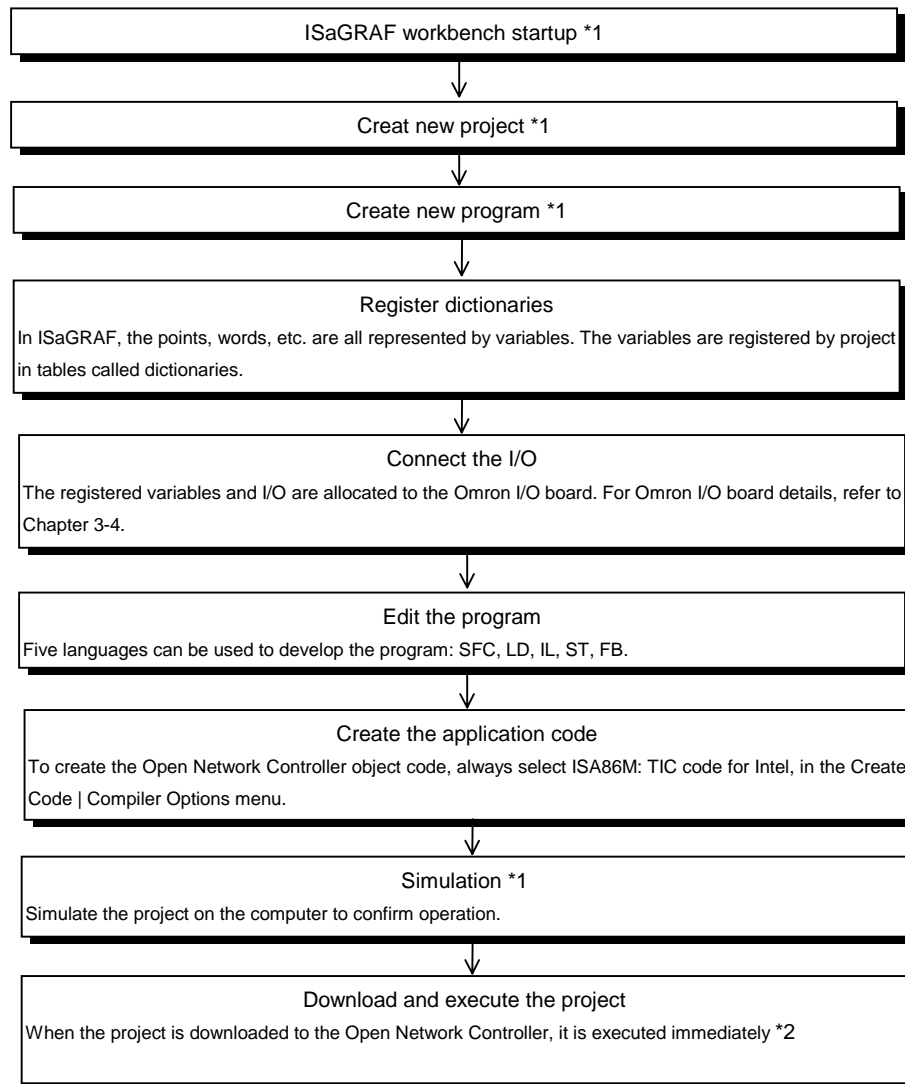 ISaGRAF workbench startup *1
Creat new project *1
Create new program *1
Register dictionaries
In ISaGRAF, the points, words, etc. are all represented by variables. The variables are registered by project
in tables called dictionaries.
Connect the I/O
The registered variables and I/O are allocated to the Omron I/O board. For Omron I/O board details, refer to
Chapter 3-4.
Edit the program
Five languages can be used to develop the program: SFC, LD, IL, ST, FB.
Create the application code
To create the Open Network Controller object code, always select ISA86M: TIC code for Intel, in the Create
Code | Compiler Options menu.
Simulation *1
Simulate the project on the computer to confirm operation.
Download and execute the project
When the project is downloaded to the Open Network Controller, it is executed immediately *2